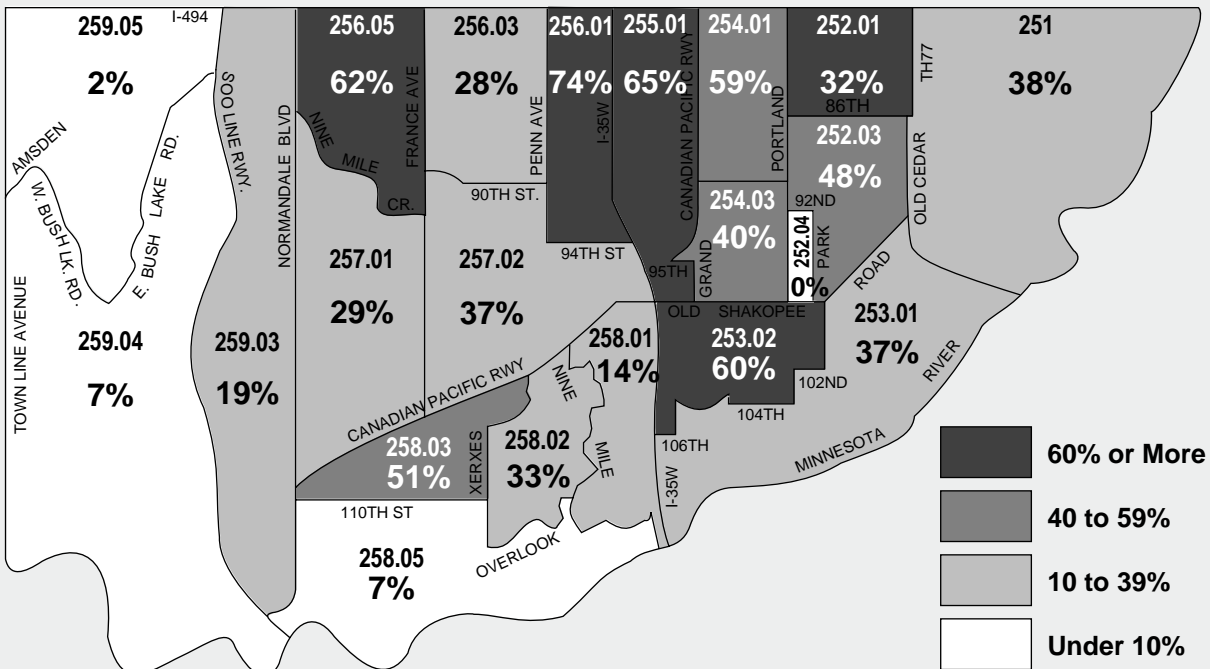 259.05
I-494
2%
256.05
62%
256.03
28%
256.01
74%
255.01
65%
254.01
59%
252.01
32%
86TH
251
38%
TH77
SOO LINE RWY.
NORMANDALE BLVD
NINE
MILE
CR.
FRANCE AVE
PENN AVE
I-35W
CANADIAN PACIFIC RWY
PORTLAND
252.03
48%
OLD CEDAR
AMSDEN
W. BUSH LK. RD.
E. BUSH LAKE RD.
90TH ST.
94TH ST
254.03
40%
92ND
252.04
0%
PARK
ROAD
95TH
GRAND
257.01
29%
257.02
37%
OLD SHAKOPEE
TOWN LINE AVENUE
259.04
7%
259.03
19%
258.01
14%
253.02
60%
253.01
37%
RIVER
102ND
104TH
106TH
CANADIAN PACIFIC RWY
NINE
MILE
258.03
51%
XERXES
258.02
33%
I-35W
MINNESOTA
110TH ST
OVERLOOK
258.05
7%
60% or More
40 to 59%
10 to 39%
Under 10%